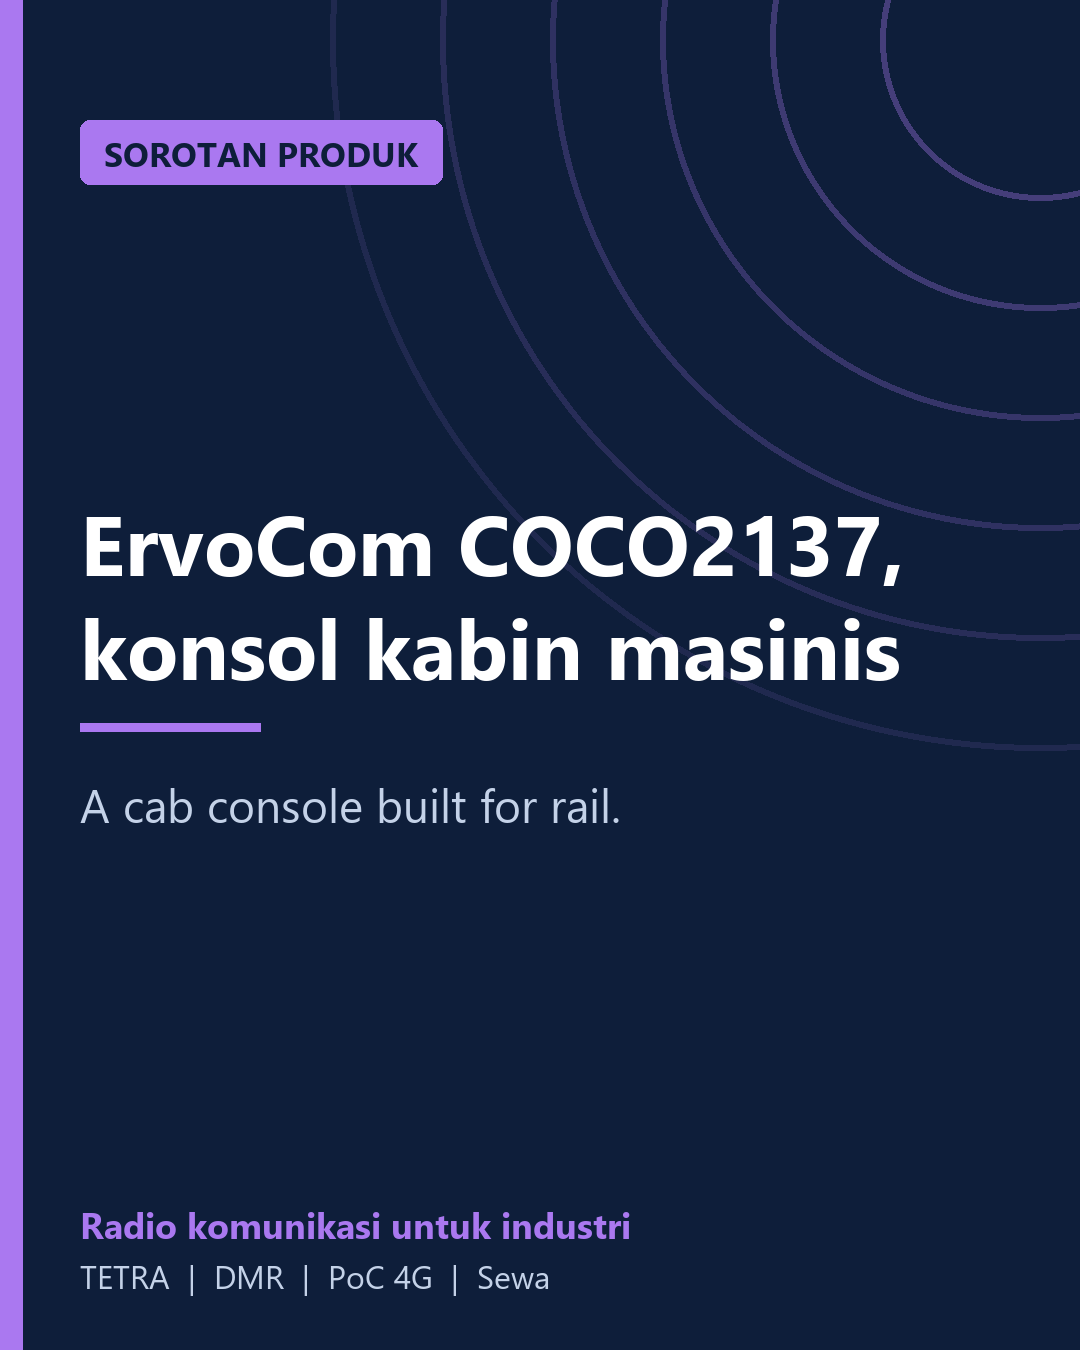 SOROTAN PRODUK
ErvoCom COCO2137,
konsol kabin masinis
A cab console built for rail.
Radio komunikasi untuk industri
TETRA | DMR | PoC 4G | Sewa